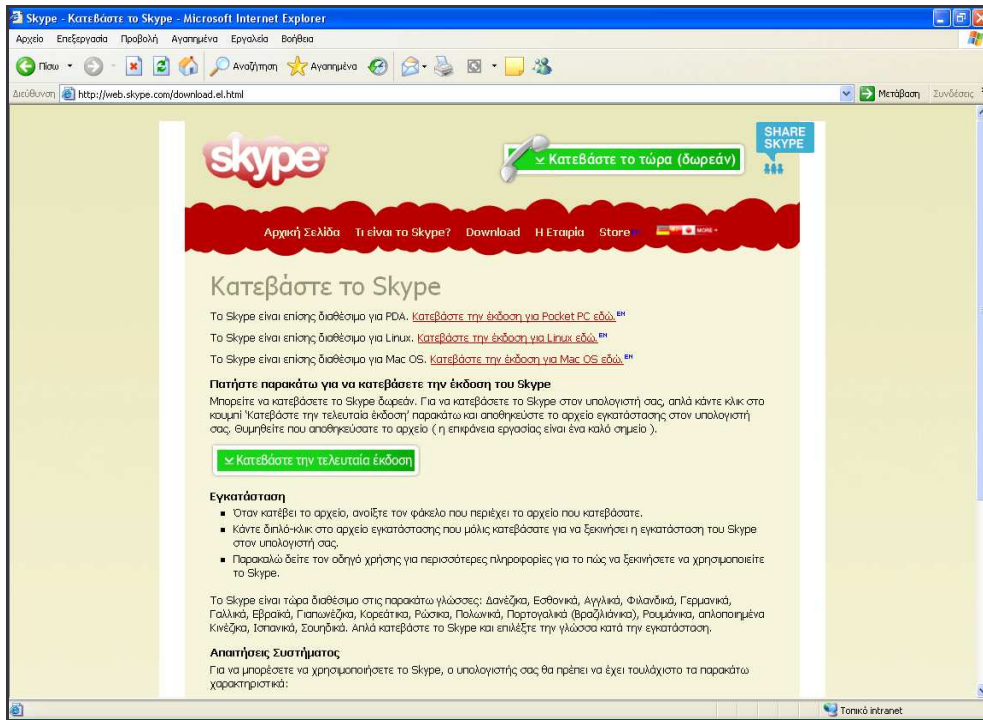 Skype - Κατεβάστε το Skype - Microsoft Internet Explorer
Αρχείο Επεξεργασία Προβολή Αγαπημένα Εργαλεία Βοήθεια
Πίσω Αναζήτηση Αγαπημένα
Διεύθυνση http://web.skype.com/download.el.html Μετάβαση Συνδέσεις
SHARE
SKYPE
skype
Κατεβάστε το τώρα (δωρεάν)
Αρχική Σελίδα Τι είναι το Skype? Download Η Εταιρία Store MORE
Κατεβάστε το Skype
Το Skype είναι επίσης διαθέσιμο για PDA. Κατεβάστε την έκδοση για Pocket PC εδώ. EN
Το Skype είναι επίσης διαθέσιμο για Linux. Κατεβάστε την έκδοση για Linux εδώ. EN
Το Skype είναι επίσης διαθέσιμο για Mac OS. Κατεβάστε την έκδοση για Mac OS εδώ. EN
Πατήστε παρακάτω για να κατεβάσετε την έκδοση του Skype
Μπορείτε να κατεβάσετε το Skype δωρεάν. Για να κατεβάσετε το Skype στον υπολογιστή σας, απλά κάντε κλικ στο
κουμπί 'Κατεβάστε την τελευταία έκδοση' παρακάτω και αποθηκεύστε το αρχείο εγκατάστασης στον υπολογιστή
σας. Θυμηθείτε που αποθηκεύσατε το αρχείο ( η επιφάνεια εργασίας είναι ένα καλό σημείο ).
Κατεβάστε την τελευταία έκδοση
Εγκατάσταση
Όταν κατέβει το αρχείο, ανοίξτε τον φάκελο που περιέχει το αρχείο που κατεβάσατε.
Κάντε διπλό-κλικ στο αρχείο εγκατάστασης που μόλις κατεβάσατε για να ξεκινήσει η εγκατάσταση του Skype
στον υπολογιστή σας.
Παρακαλώ δείτε τον οδηγό χρήσης για περισσότερες πληροφορίες για το πώς να ξεκινήσετε να χρησιμοποιείτε
το Skype.
Το Skype είναι τώρα διαθέσιμο στις παρακάτω γλώσσες: Δανέζικα, Εσθονικά, Αγγλικά, Φιλανδικά, Γερμανικά,
Γαλλικά, Εβραϊκά, Γιαπωνέζικα, Κορεάτικα, Ρώσικα, Πολωνικά, Πορτογαλικά (Βραζιλιάνικα), Ρουμάνικα, απλοποιημένα
Κινέζικα, Ισπανικά, Σουηδικά. Απλά κατεβάστε το Skype και επιλέξτε την γλώσσα κατά την εγκατάσταση.
Απαιτήσεις Συστήματος
Για να μπορέσετε να χρησιμοποιήσετε το Skype, ο υπολογιστής σας θα πρέπει να έχει τουλάχιστο τα παρακάτω
χαρακτηριστικά:
Τοπικό intranet